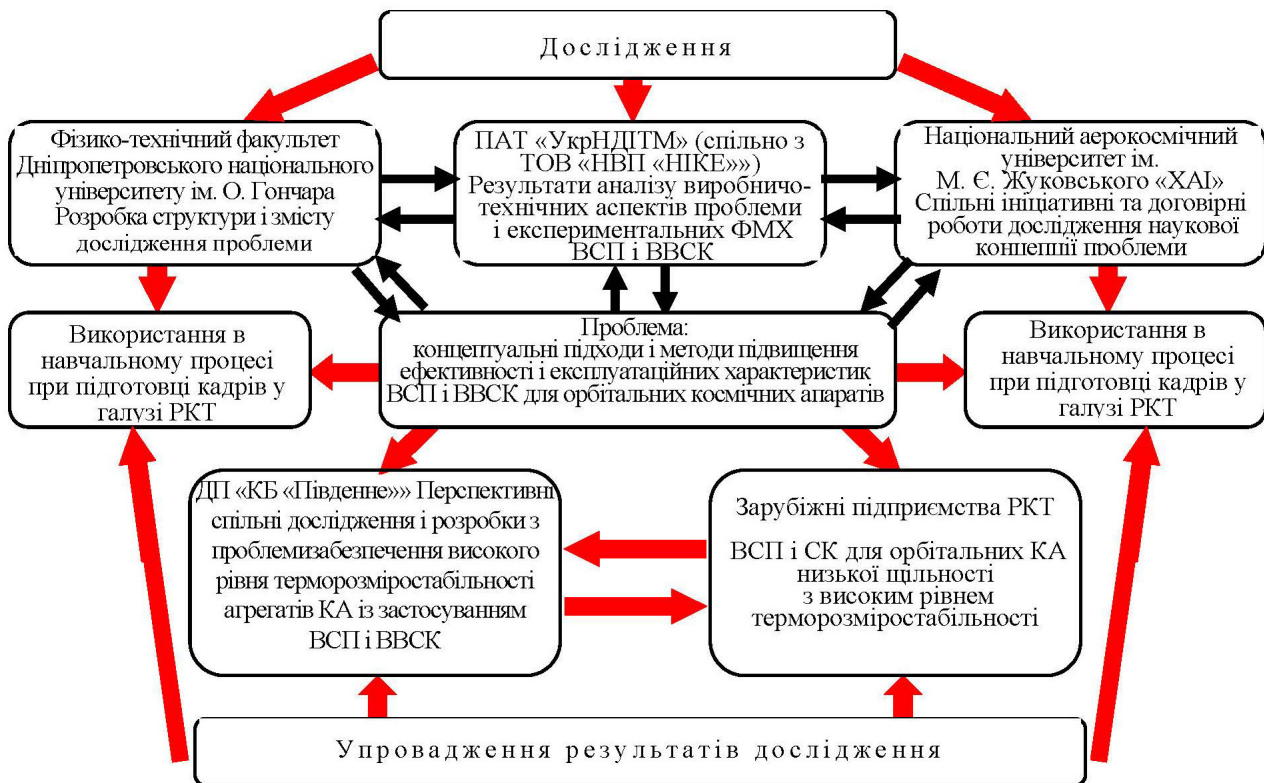 Дослідження
Фізико-технічний факультет
Дніпропетровського національного
університету ім. О. Гончара
Розробка структури і змісту
дослідження проблеми
ПАТ «УкрНДІТМ» (спільно з
ТОВ «НВП «НІКЕ»»)
Результати аналізу виробничо-
технічних аспектів проблеми
і експериментальних ФМХ
ВСП і ВВСК
Національний аерокосмічний
університет ім.
М. Є. Жуковського «ХАІ»
Спільні ініціативні та договірні
роботи дослідження наукової
концепції проблеми
Використання в
навчальному процесі
при підготовці кадрів у
галузі РКТ
Проблема:
концептуальні підходи і методи підвищення
ефективності і експлуатаційних характеристик
ВСП і ВВСК для орбітальних космічних апаратів
Використання в
навчальному процесі
при підготовці кадрів у
галузі РКТ
ДП «КБ «Південне»» Перспективні
спільні дослідження і розробки з
проблемизабезпечення високого
рівня терморозміростабільності
агрегатів КА із застосуванням
ВСП і ВВСК
Зарубіжні підприємства РКТ
ВСП і СК для орбітальних КА
низької щільності
з високим рівнем
терморозміростабільності
Упровадження результатів дослідження